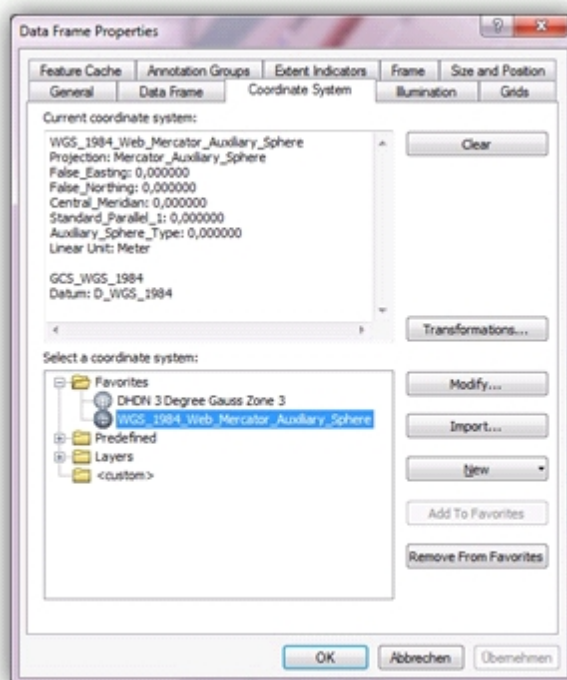 Data Frame Properties
Feature Cache Annotation Groups Extent Indicators Frame Size and Position
General Data Frame Coordinate System Illumination Grids
Current coordinate system:
WGS_1984_Web_Mercator_Auxiliary_Sphere
Projection: Mercator_Auxiliary_Sphere
False_Easting: 0,000000
False_Northing: 0,000000
Central_Meridian: 0,000000
Standard_Parallel_1: 0,000000
Auxiliary_Sphere_Type: 0,000000
Linear Unit: Meter
GCS_WGS_1984
Datum: D_WGS_1984
Clear
Transformations...
Select a coordinate system:
Favorites
DHDN 3 Degree Gauss Zone 3
WGS_1984_Web_Mercator_Auxiliary_Sphere
Predefined
Layers
<custom>
Modify...
Import...
New
Add To Favorites
Remove From Favorites
OK Abbrechen Übernehmen